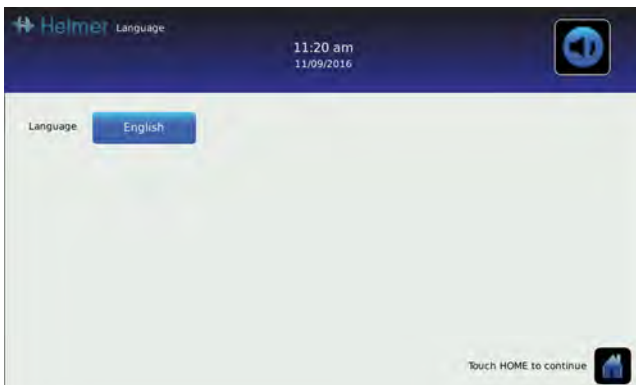 Helmer Language
11:20 am
11/09/2016
Language English
Touch HOME to continue